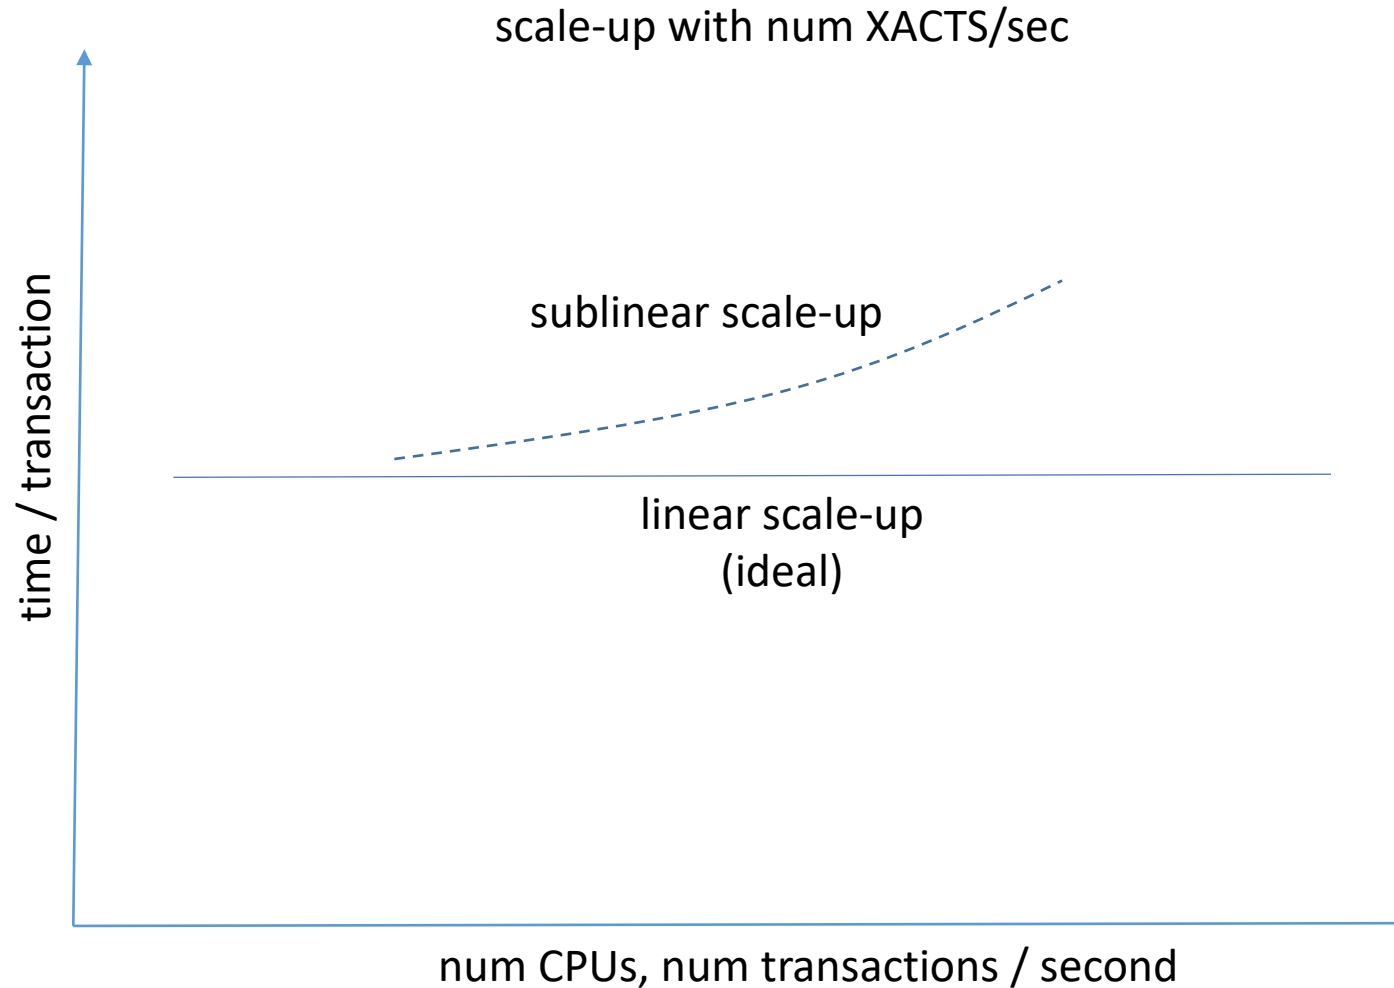 scale-up with num XACTS/sec
time / transaction
sublinear scale-up
linear scale-up
(ideal)
num CPUs, num transactions / second